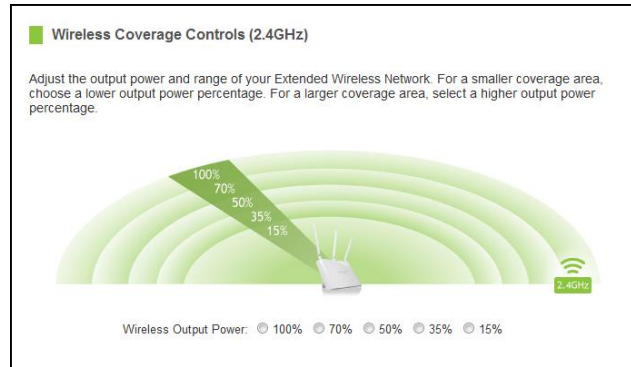 Wireless Coverage Controls (2.4GHz)
Adjust the output power and range of your Extended Wireless Network. For a smaller coverage area,
choose a lower output power percentage. For a larger coverage area, select a higher output power
percentage.
100%
70%
50%
35%
15%
2.4GHz
Wireless Output Power: 100% 70% 50% 35% 15%